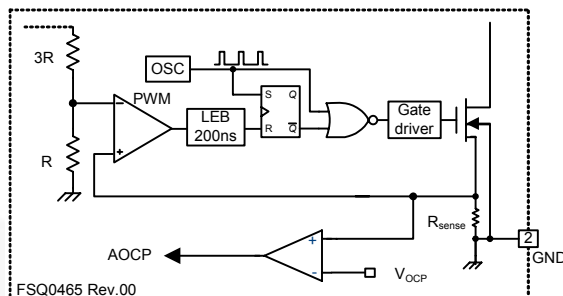 3R
OSC
PWM
S Q
LEB
200ns
Gate
driver
R Q
R
−
+
Rsense
2
GND
+
AOCP
-
VOCP
FSQ0465 Rev.00